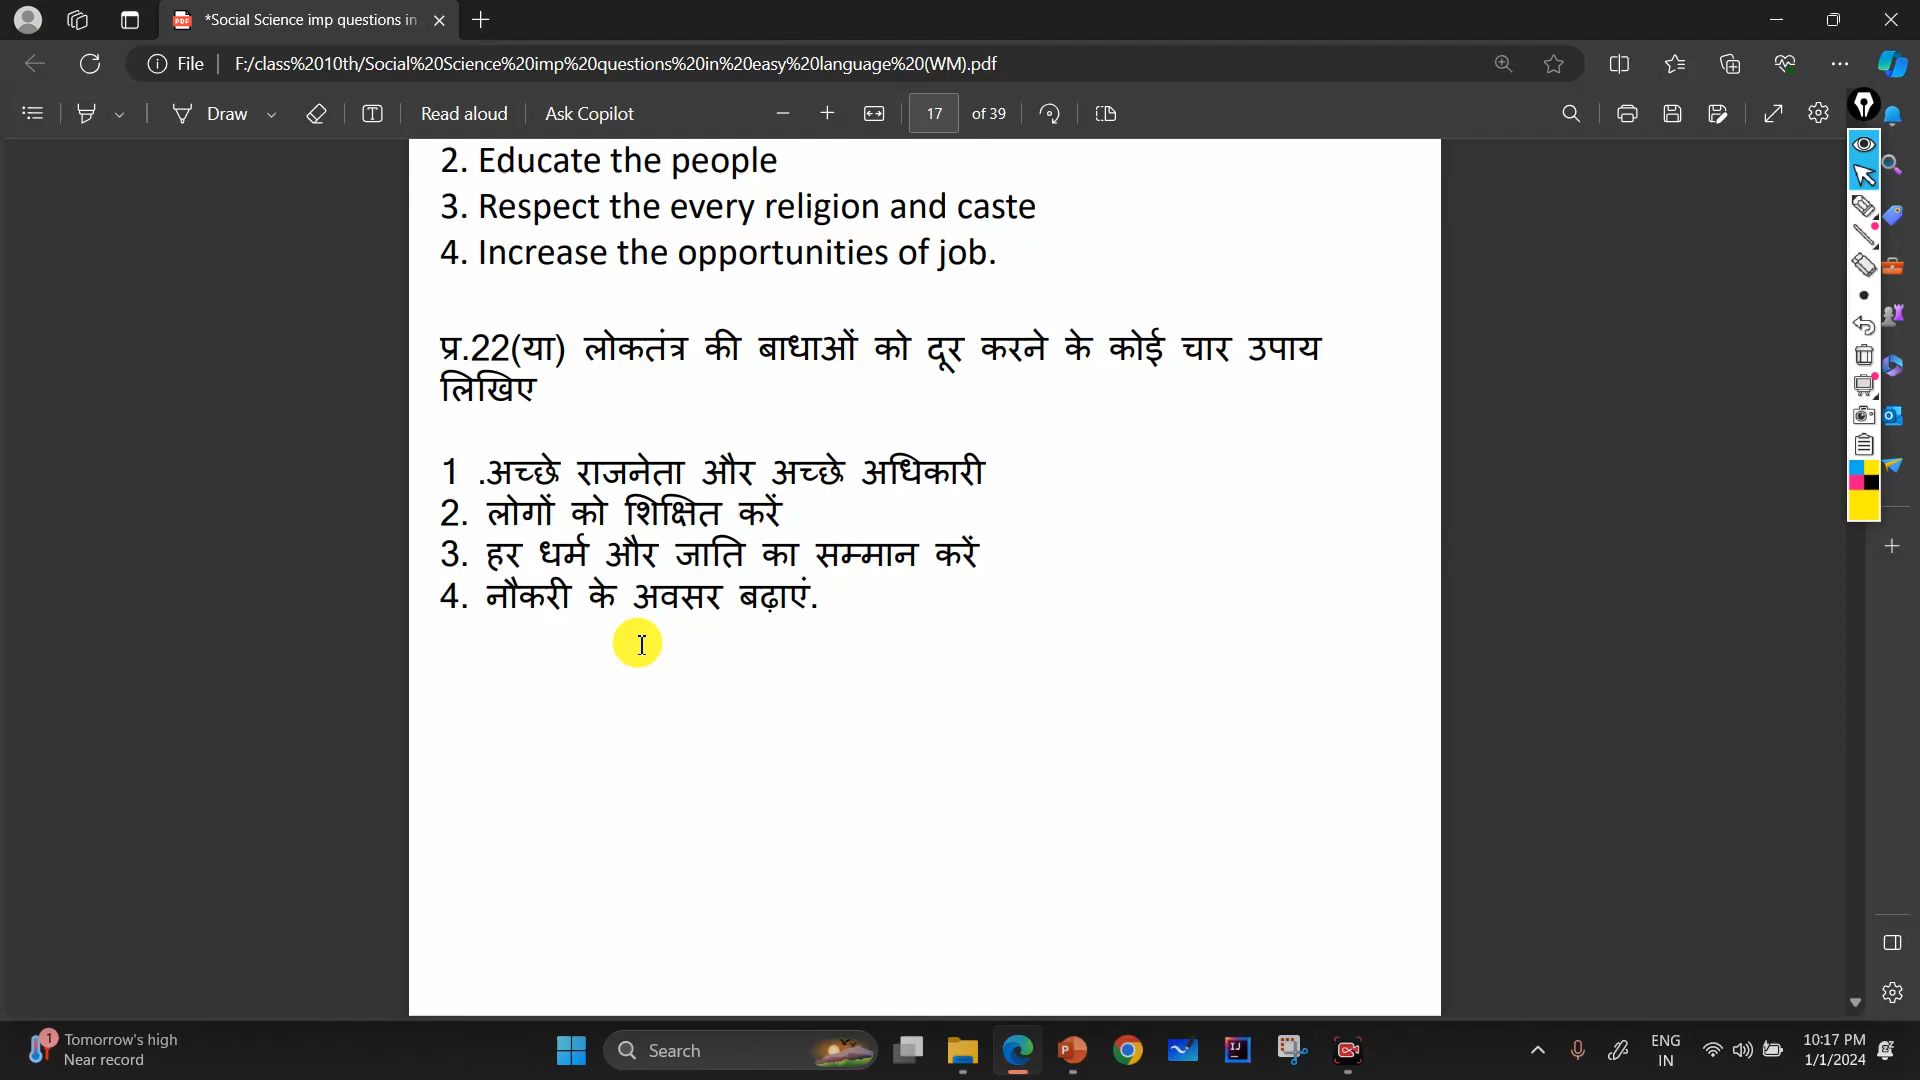 *Social Science imp questions in
File
F:/class%2010th/Social%20Science%20imp%20questions%20in%20easy%20language%20(WM).pdf
Draw
Read aloud
Ask Copilot
17
of 39
2. Educate the people
3. Respect the every religion and caste
4. Increase the opportunities of job.
प्र.22(या) लोकतंत्र की बाधाओं को दूर करने के कोई चार उपाय
लिखिए
1 .अच्छे राजनेता और अच्छे अधिकारी
2. लोगों को शिक्षित करें
3. हर धर्म और जाति का सम्मान करें
4. नौकरी के अवसर बढ़ाएं.
1
Tomorrow's high
Near record
Search
ENG
IN
10:17 PM
1/1/2024